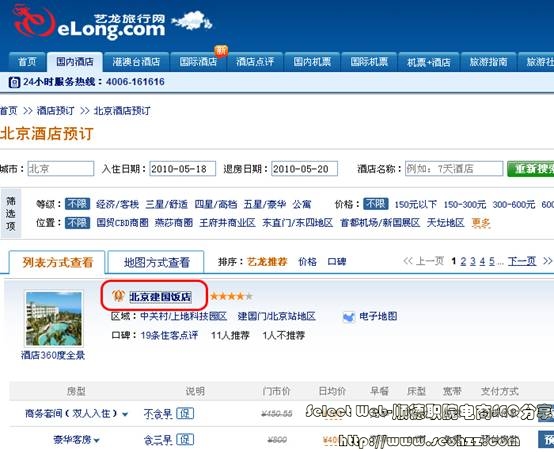 艺龙旅行网
eLong.com
首页 国内酒店 港澳台酒店 国际酒店 新 酒店点评 国内机票 国际机票 机票+酒店 旅游指南 旅游社
24小时服务热线：4006-161616
首页 >> 酒店预订 >> 北京酒店预订
北京酒店预订
城市： 北京 入住日期： 2010-05-18 退房日期： 2010-05-20 酒店名称： 例如：7天酒店 重新搜索
筛选项
等级： 不限 经济/客栈 三星/舒适 四星/高档 五星/豪华 公寓 价格： 不限 150元以下 150-300元 300-600元 600
位置： 不限 国贸CBD商圈 燕莎商圈 王府井商业区 东直门/东四地区 首都机场/新国展区 天坛地区 更多
列表方式查看 地图方式查看 排序： 艺龙推荐 价格 口碑 << 上一页 1 2 3 4 5 ... 下一页 >>
北京建国饭店
区域： 中关村/上地科技园区 建国门/北京站地区 电子地图
口碑： 19条住客点评 11人推荐 1人不推荐
酒店360度全景
房型 说明 门市价 日均价 早餐 床型 宽带 支付方式
商务套间（双人入住） 不含早 促 ¥450.55
豪华客房 含三早 促 ¥800 预
Select Web-顺德职院电商SEO分享
http://www.seohzz.com